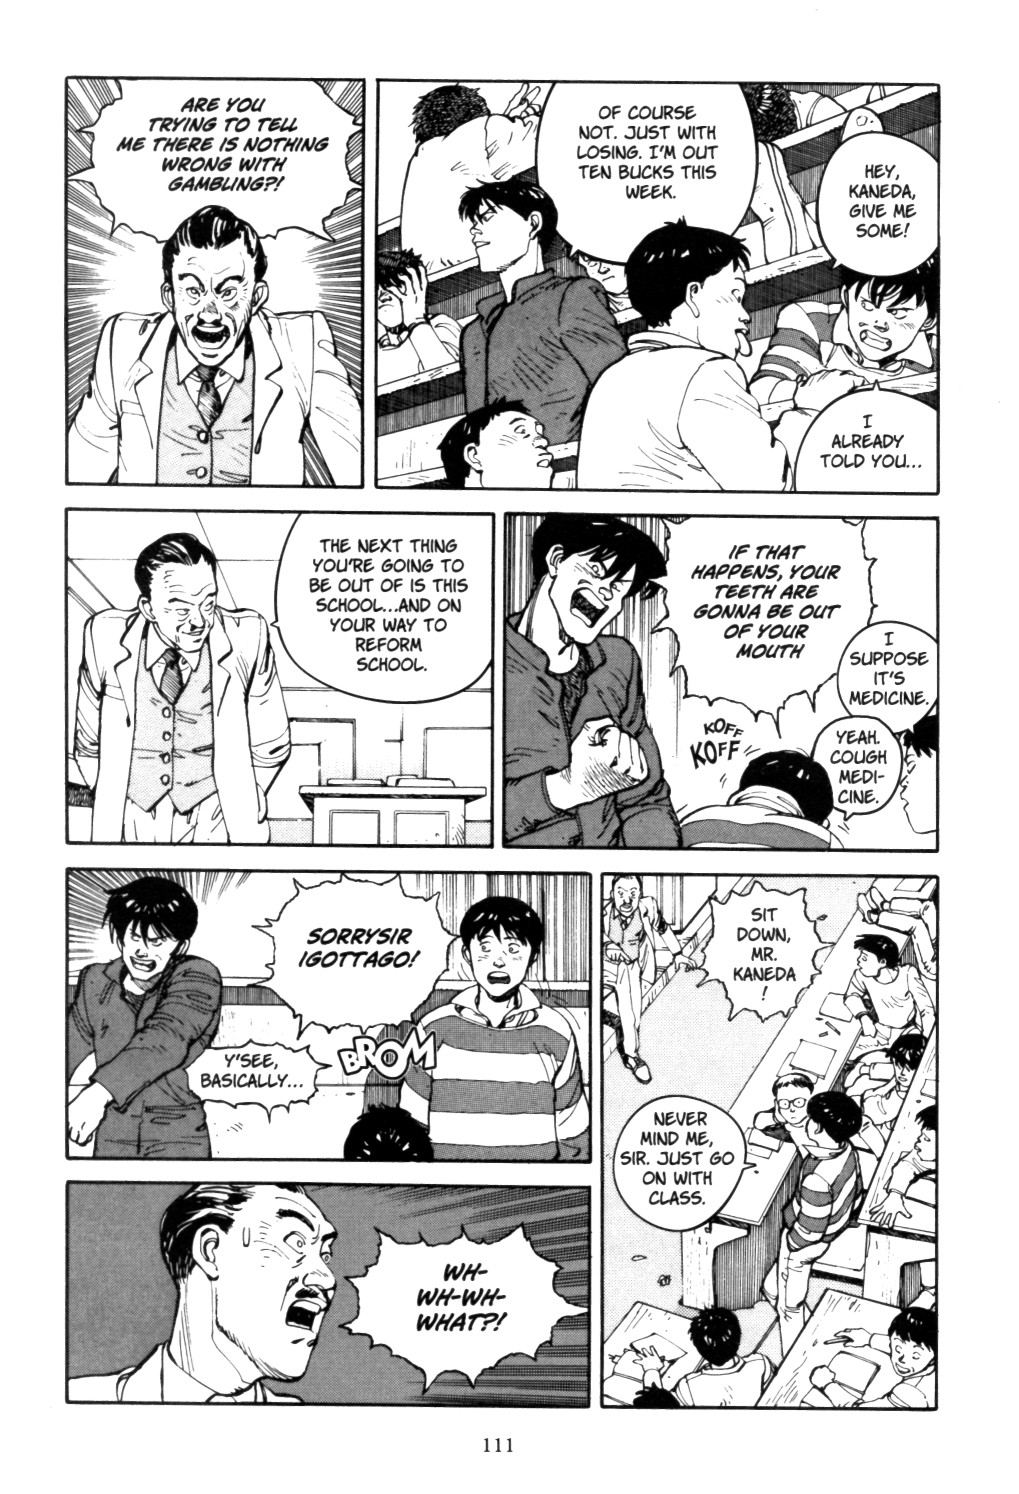 ARE YOU
TRYING TO TELL
ME THERE IS NOTHING
WRONG WITH
GAMBLING?!
OF COURSE
NOT. JUST WITH
LOSING. I'M OUT
TEN BUCKS THIS
WEEK.
HEY,
KANEDA,
GIVE ME
SOME!
I
ALREADY
TOLD YOU...
THE NEXT THING
YOU'RE GOING TO
BE OUT OF IS THIS
SCHOOL...AND ON
YOUR WAY TO
REFORM
SCHOOL.
IF THAT
HAPPENS, YOUR
TEETH ARE
GONNA BE OUT
OF YOUR
MOUTH
I
SUPPOSE
IT'S
MEDICINE.
KOFF
KOFF
YEAH.
COUGH
MEDI-
CINE.
SORRYSIR
IGOTTAGO!
Y'SEE,
BASICALLY...
BROM
SIT
DOWN,
MR.
KANEDA
!
NEVER
MIND ME,
SIR. JUST GO
ON WITH
CLASS.
WH-
WH-WH-
WHAT?!
111